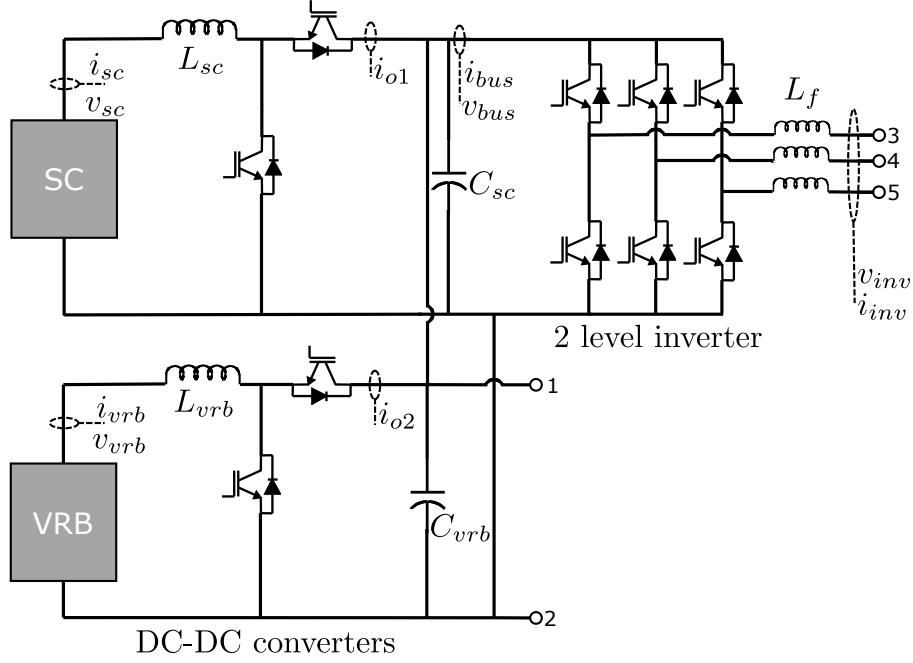 L_sc
i_sc
v_sc
SC
i_o1
i_bus
v_bus
C_sc
L_f
3
4
5
v_inv
i_inv
2 level inverter
L_vrb
i_vrb
v_vrb
VRB
i_o2
1
C_vrb
2
DC-DC converters